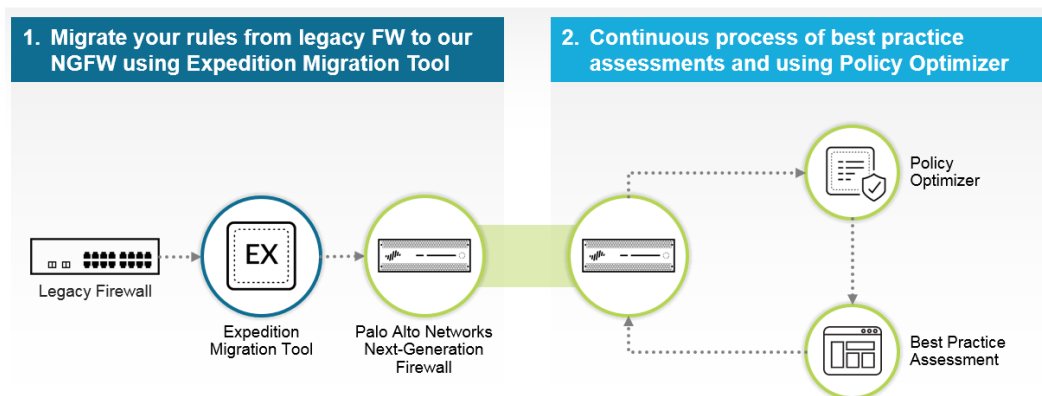 1. Migrate your rules from legacy FW to our
NGFW using Expedition Migration Tool
2. Continuous process of best practice
assessments and using Policy Optimizer
Legacy Firewall
EX
Expedition
Migration Tool
Palo Alto Networks
Next-Generation
Firewall
Policy
Optimizer
Best Practice
Assessment